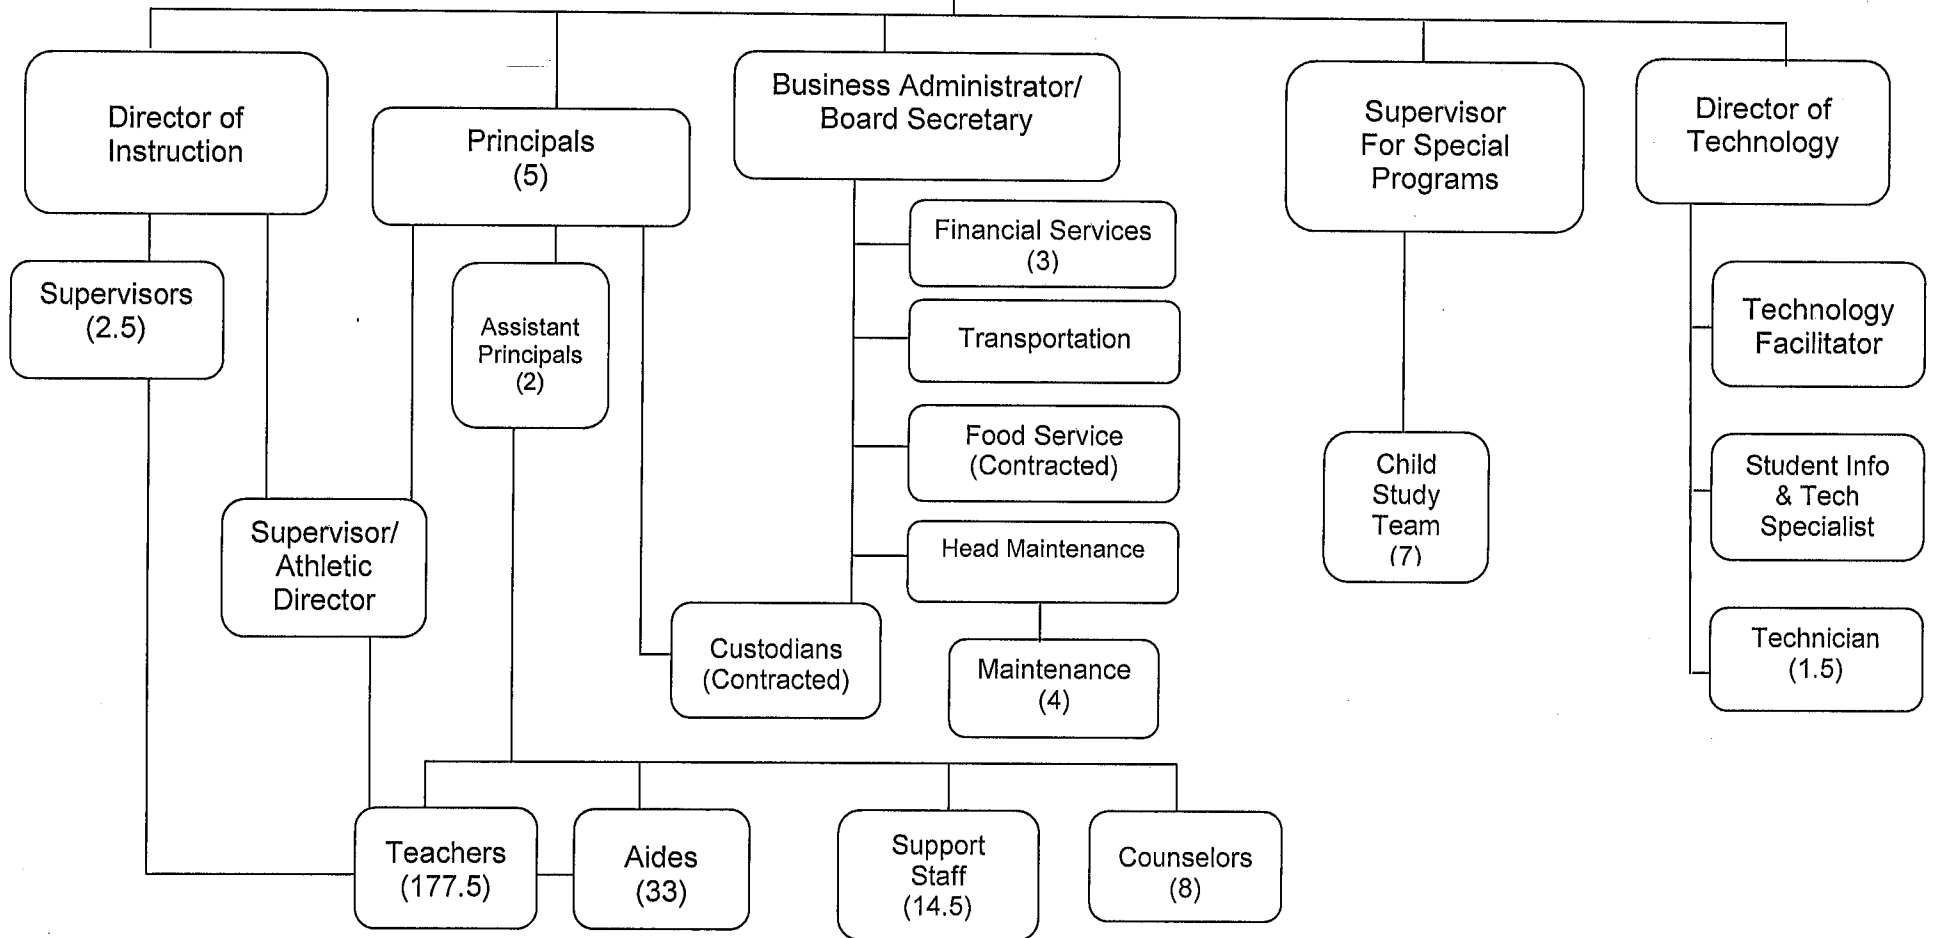 Director of
Instruction
Principals
(5)
Business Administrator/
Board Secretary
Supervisor
For Special
Programs
Director of
Technology
Supervisors
(2.5)
Assistant
Principals
(2)
Financial Services
(3)
Transportation
Food Service
(Contracted)
Head Maintenance
Maintenance
(4)
Custodians
(Contracted)
Supervisor/
Athletic
Director
Child
Study
Team
(7)
Technology
Facilitator
Student Info
& Tech
Specialist
Technician
(1.5)
Teachers
(177.5)
Aides
(33)
Support
Staff
(14.5)
Counselors
(8)